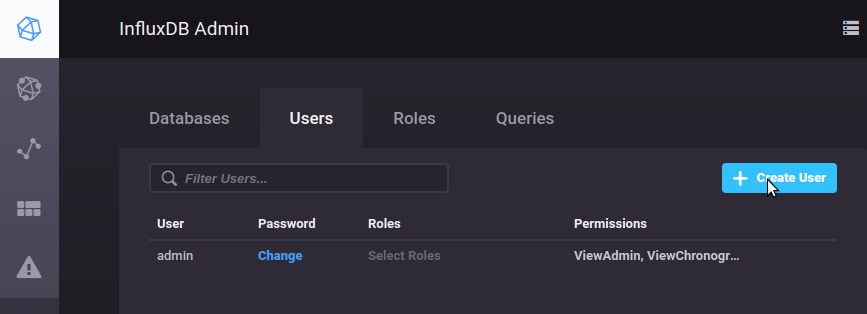 InfluxDB Admin
Databases Users Roles Queries
Filter Users...
Create User
User Password Roles Permissions
admin Change Select Roles ViewAdmin, ViewChronogr...